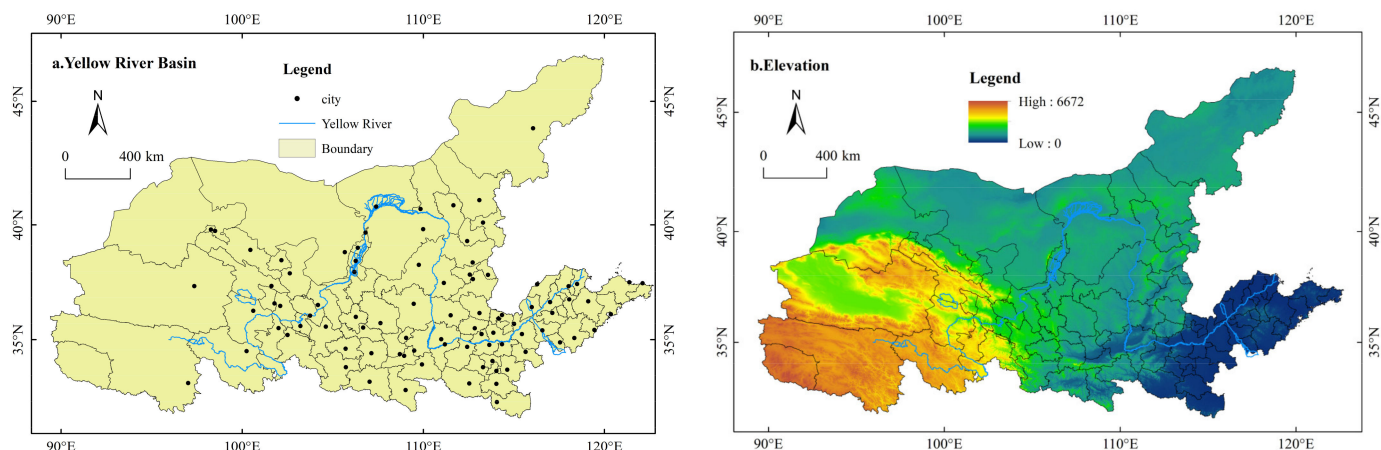 90°E 100°E 110°E 120°E
a.Yellow River Basin
Legend
N
city
Yellow River
Boundary
0 400 km
45°N
40°N
35°N
45°N
40°N
35°N
90°E 100°E 110°E 120°E
90°E 100°E 110°E 120°E
b.Elevation
Legend
N
High : 6672
Low : 0
0 400 km
45°N
40°N
35°N
45°N
40°N
35°N
90°E 100°E 110°E 120°E